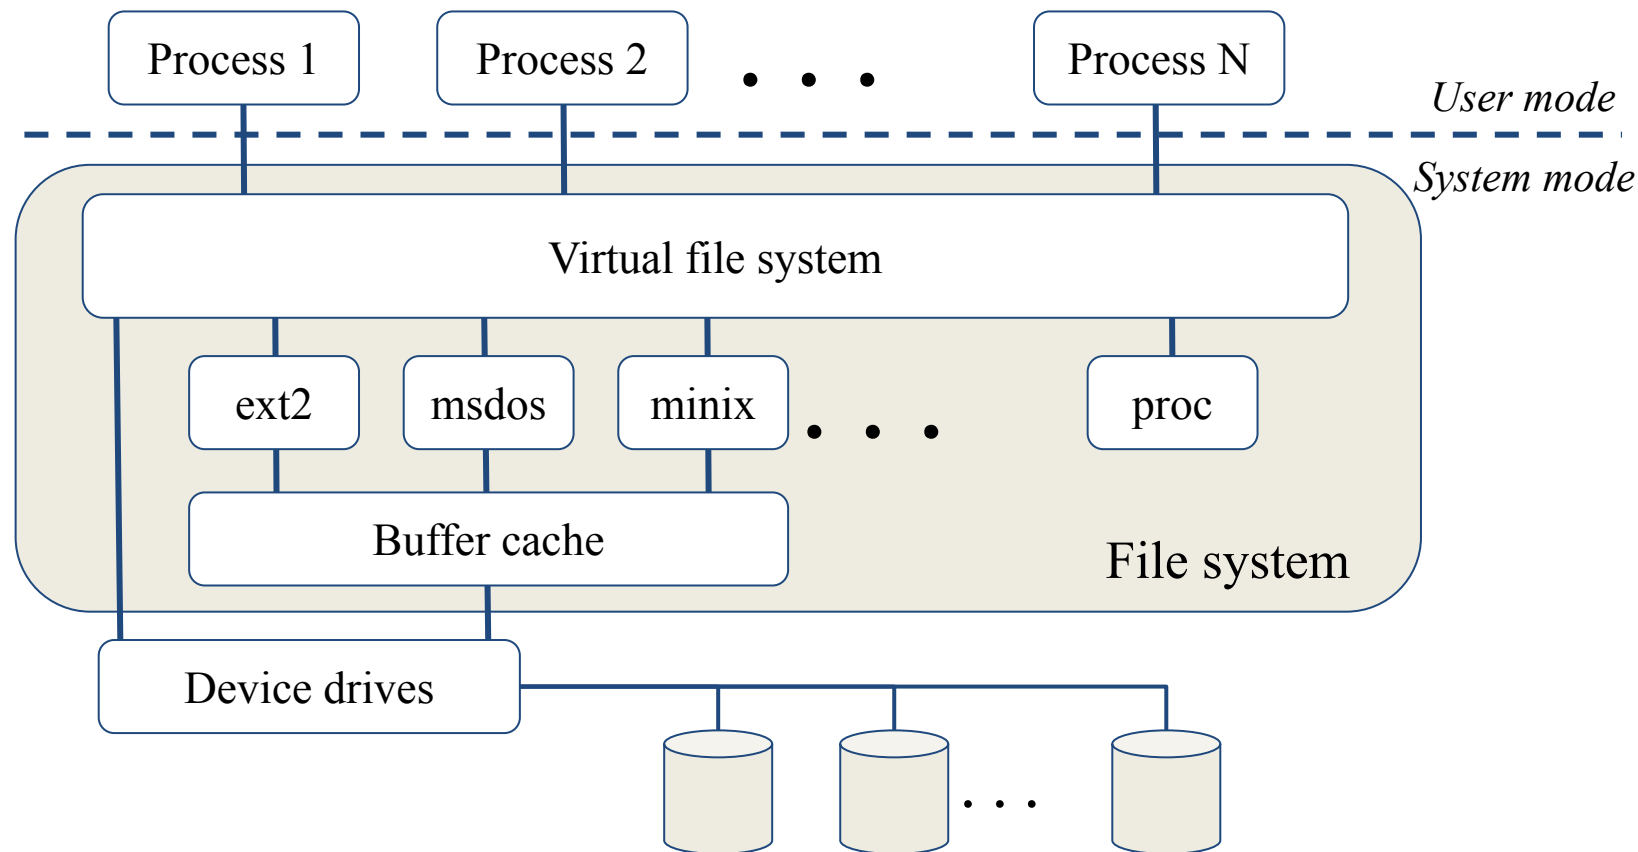 Process 1
Process 2
. . .
Process N
User mode
System mode
Virtual file system
ext2
msdos
minix
. . .
proc
Buffer cache
File system
Device drives
. . .